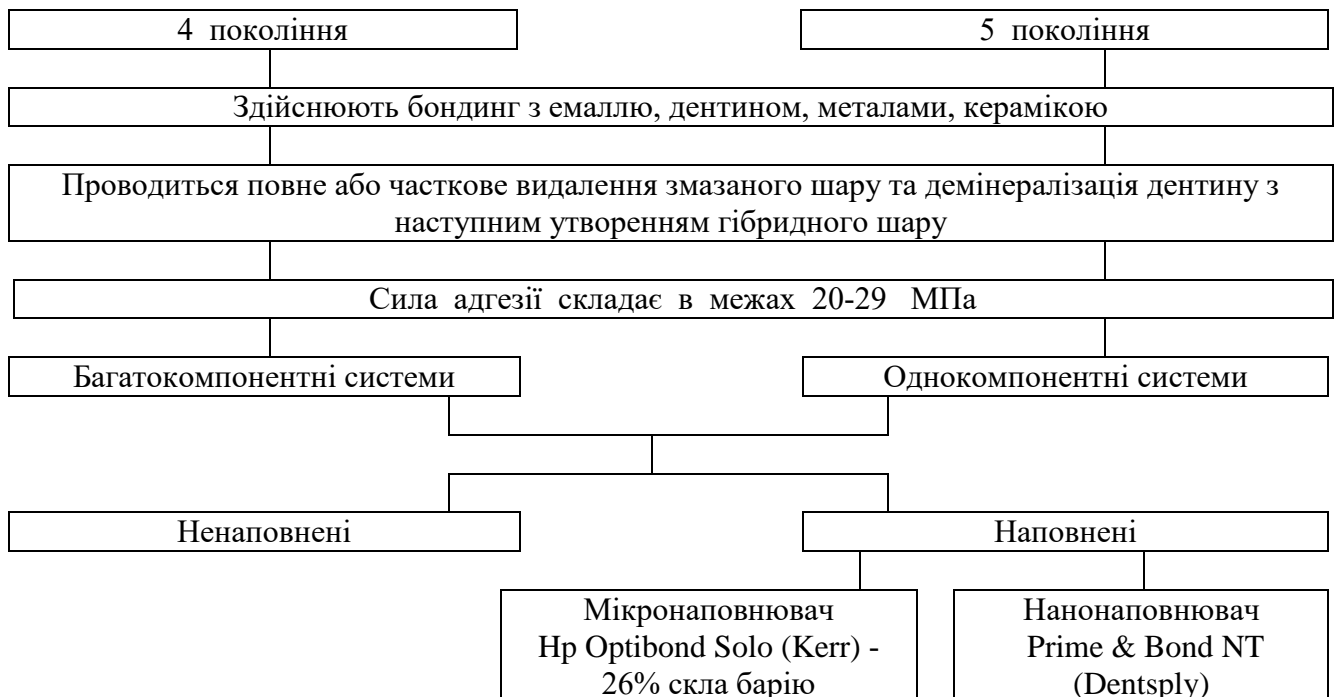 4 покоління
5 покоління
Здійснюють бондинг з емаллю, дентином, металами, керамікою
Проводиться повне або часткове видалення змазаного шару та демінералізація дентину з
наступним утворенням гібридного шару
Сила адгезії складає в межах 20-29 МПа
Багатокомпонентні системи
Однокомпонентні системи
Ненаповнені
Наповнені
Мікронаповнювач
Нр Optibond Solo (Kerr) -
26% скла барію
Нанонаповнювач
Prime & Bond NT
(Dentsply)